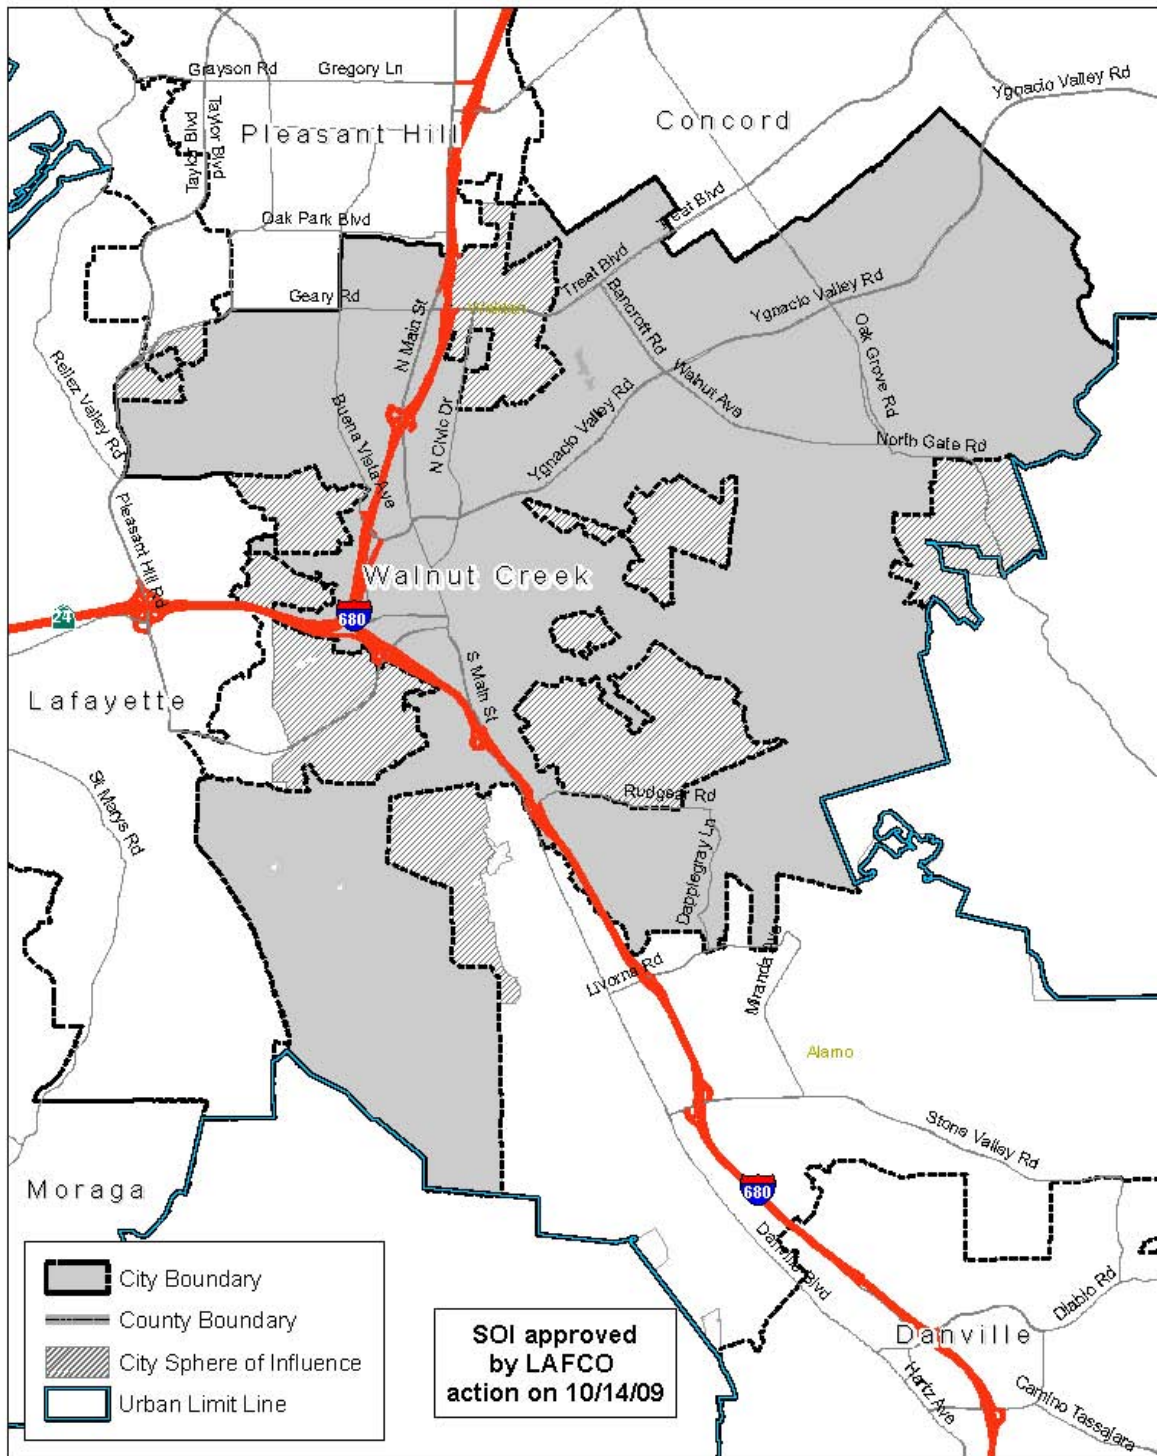 Grayson Rd
Gregory Ln
Ygnacio Valley Rd
Taylor Blvd
Taylor Blvd
Pleasant Hill
Concord
Oak Park Blvd
Treat Blvd
Treat Blvd
Geary Rd
N Main St
Bancroft Rd
Ygnacio Valley Rd
Oak Grove Rd
Reliez Valley Rd
Walnut Ave
Buena Vista Ave
N Civic Dr
Ygnacio Valley Rd
North Gate Rd
Pleasant Hill Rd
Walnut Creek
24
680
S Main St
Lafayette
St Marys Rd
Rudgear Rd
Dapplegray Ln
Livorna Rd
Miranda Ave
Alamo
Stone Valley Rd
Moraga
680
Danville Blvd
Diablo Rd
Danville
Hartz Ave
Camino Tassajara
City Boundary
County Boundary
City Sphere of Influence
Urban Limit Line
SOI approved
by LAFCO
action on 10/14/09